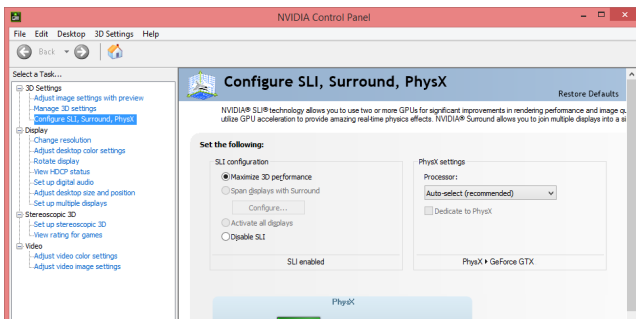 NVIDIA Control Panel
File Edit Desktop 3D Settings Help
Back
Select a Task...
3D Settings
Adjust image settings with preview
Manage 3D settings
Configure SLI, Surround, PhysX
Display
Change resolution
Adjust desktop color settings
Rotate display
View HDCP status
Set up digital audio
Adjust desktop size and position
Set up multiple displays
Stereoscopic 3D
Set up stereoscopic 3D
View rating for games
Video
Adjust video color settings
Adjust video image settings
Configure SLI, Surround, PhysX
Restore Defaults
NVIDIA® SLI® technology allows you to use two or more GPUs for significant improvements in rendering performance and image qu
utilize GPU acceleration to provide amazing real-time physics effects. NVIDIA® Surround allows you to join multiple displays into a si
Set the following:
SLI configuration
Maximize 3D performance
Span displays with Surround
Configure...
Activate all displays
Disable SLI
SLI enabled
PhysX settings
Processor:
Auto-select (recommended)
Dedicate to PhysX
PhysX ▸ GeForce GTX
PhysX